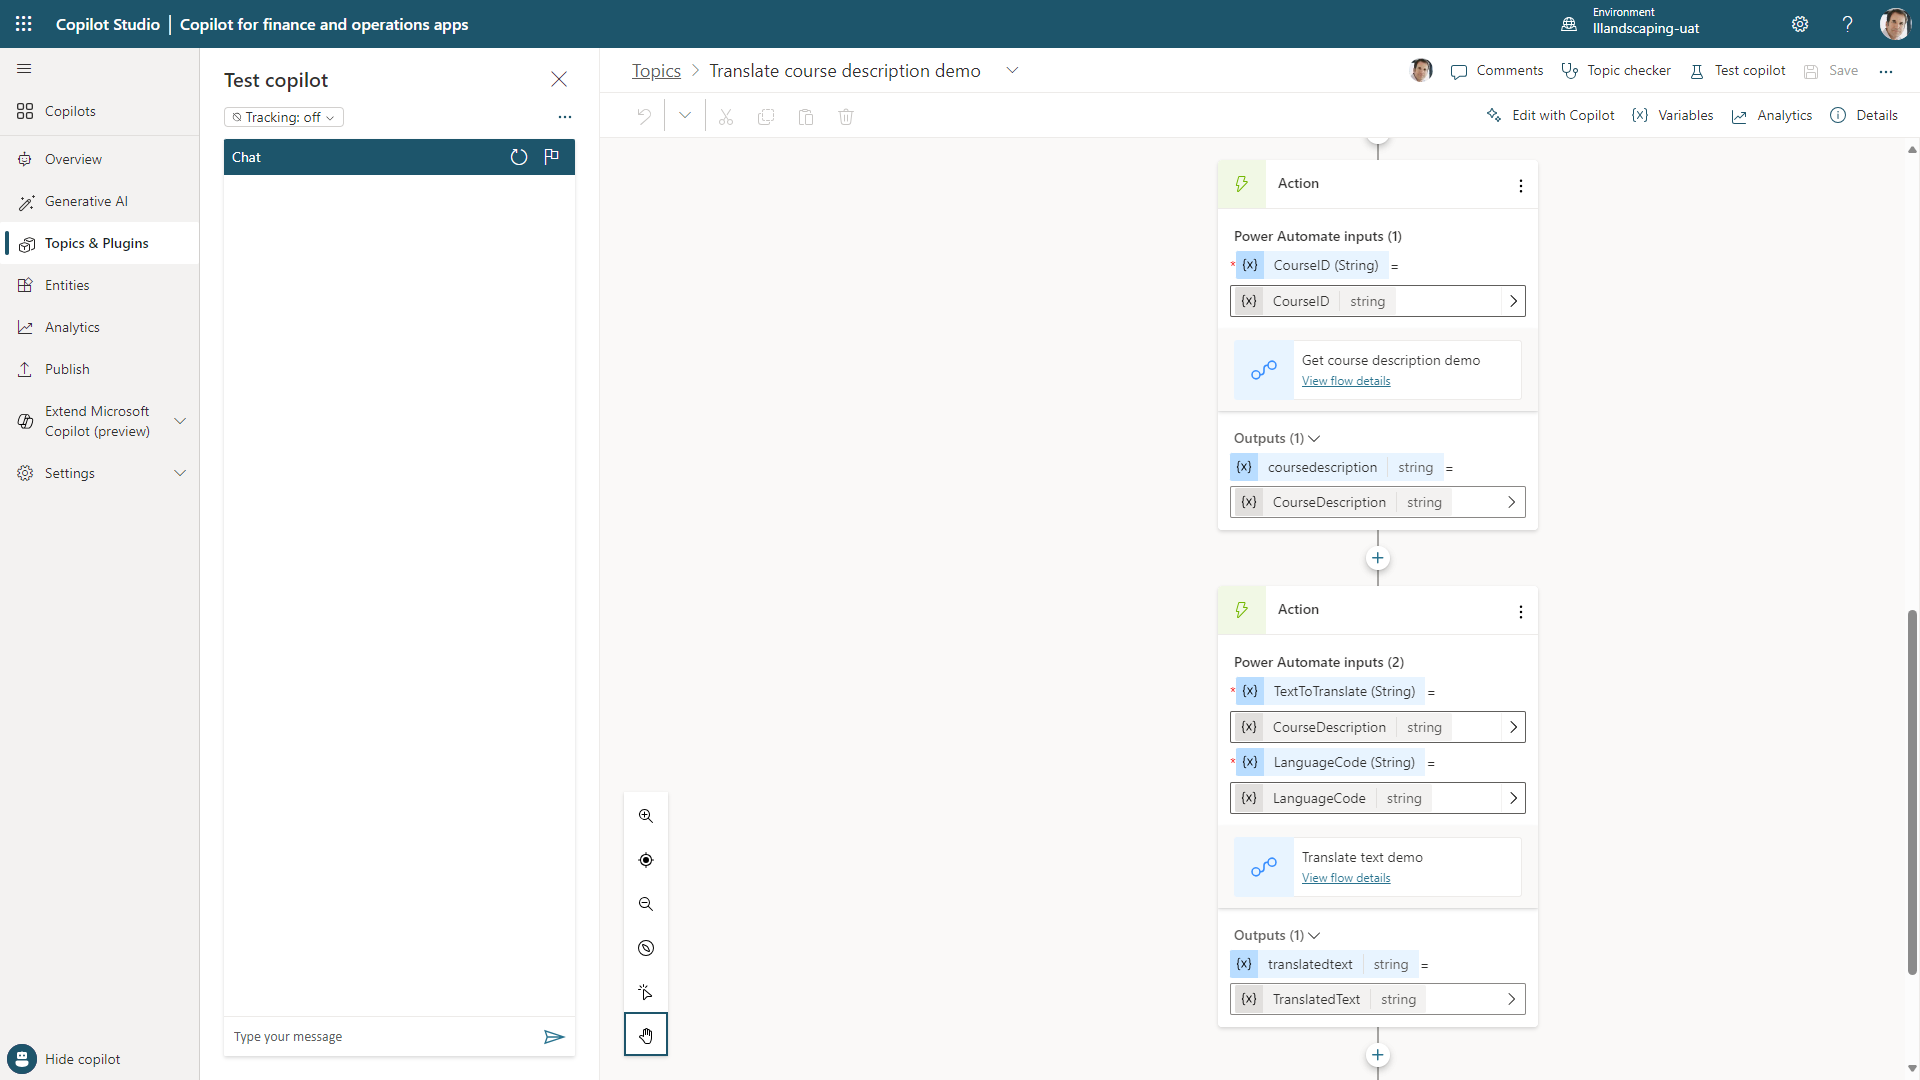 Copilot Studio | Copilot for finance and operations apps
Environment
lllandscaping-uat
Copilots
Overview
Generative AI
Topics & Plugins
Entities
Analytics
Publish
Extend Microsoft
Copilot (preview)
Settings
Hide copilot
Test copilot
Tracking: off
Chat
Type your message
Topics > Translate course description demo
Comments
Topic checker
Test copilot
Save
Edit with Copilot
{x} Variables
Analytics
Details
Action
Power Automate inputs (1)
* {x} CourseID (String) =
{x} CourseID string
Get course description demo
View flow details
Outputs (1)
{x} coursedescription string =
{x} CourseDescription string
Action
Power Automate inputs (2)
* {x} TextToTranslate (String) =
{x} CourseDescription string
* {x} LanguageCode (String) =
{x} LanguageCode string
Translate text demo
View flow details
Outputs (1)
{x} translatedtext string =
{x} TranslatedText string